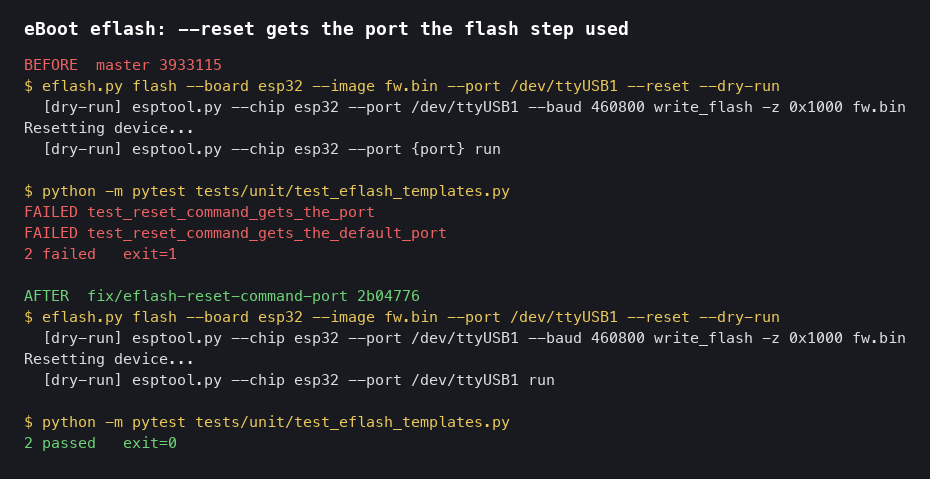 eBoot eflash: --reset gets the port the flash step used
BEFORE  master 3933115
$ eflash.py flash --board esp32 --image fw.bin --port /dev/ttyUSB1 --reset --dry-run
  [dry-run] esptool.py --chip esp32 --port /dev/ttyUSB1 --baud 460800 write_flash -z 0x1000 fw.bin
Resetting device...
  [dry-run] esptool.py --chip esp32 --port {port} run
$ python -m pytest tests/unit/test_eflash_templates.py
FAILED test_reset_command_gets_the_port
FAILED test_reset_command_gets_the_default_port
2 failed   exit=1
AFTER  fix/eflash-reset-command-port 2b04776
$ eflash.py flash --board esp32 --image fw.bin --port /dev/ttyUSB1 --reset --dry-run
  [dry-run] esptool.py --chip esp32 --port /dev/ttyUSB1 --baud 460800 write_flash -z 0x1000 fw.bin
Resetting device...
  [dry-run] esptool.py --chip esp32 --port /dev/ttyUSB1 run
$ python -m pytest tests/unit/test_eflash_templates.py
2 passed   exit=0